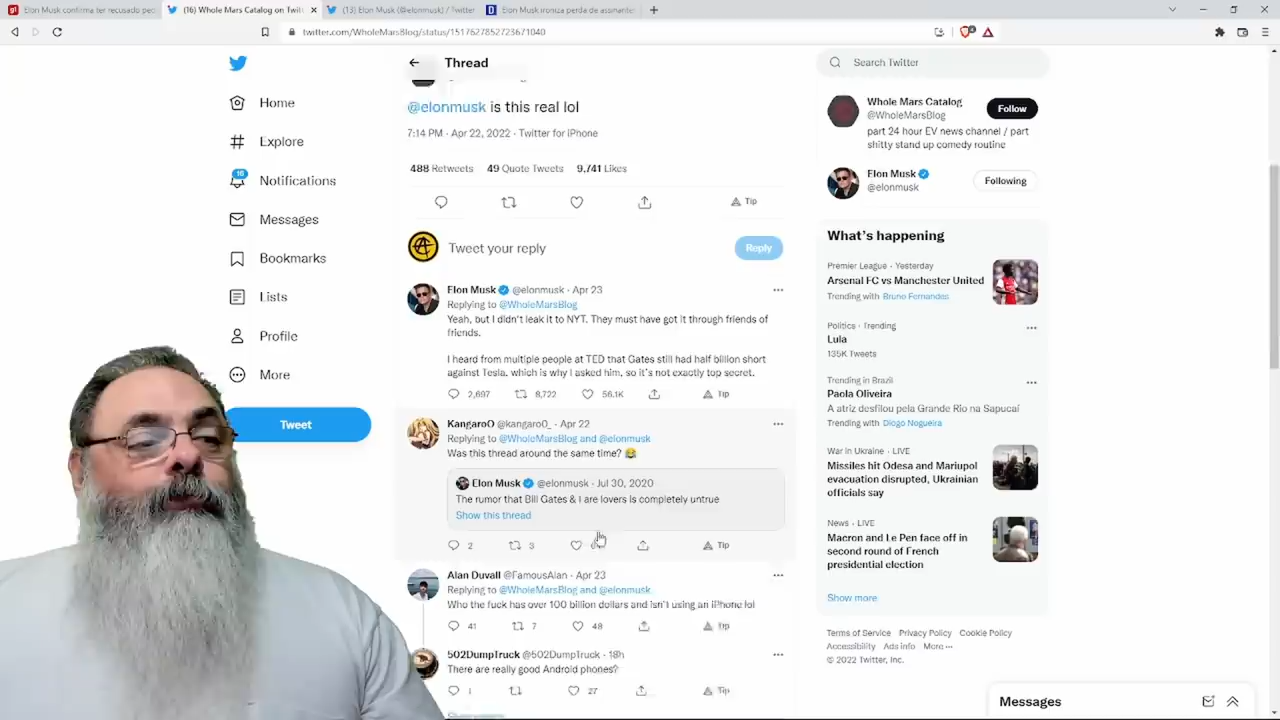 Elon Musk confirma ter recusado pedi
(16) Whole Mars Catalog on Twitt
(13) Elon Musk (@elonmusk) / Twitter
Elon Musk ironiza perda de assinante
twitter.com/WholeMarsBlog/status/1517627852723671040
Home
Explore
16
Notifications
Messages
Bookmarks
Lists
Profile
More
Tweet
Thread
@elonmusk is this real lol
7:14 PM · Apr 22, 2022 · Twitter for iPhone
488 Retweets 49 Quote Tweets 9,741 Likes
Tip
Tweet your reply
Reply
Elon Musk @elonmusk · Apr 23
Replying to @WholeMarsBlog
Yeah, but I didn't leak it to NYT. They must have got it through friends of
friends.
I heard from multiple people at TED that Gates still had half billion short
against Tesla, which is why I asked him, so it's not exactly top secret.
2,697 8,722 56.1K Tip
KangaroO @kangaro0_ · Apr 22
Replying to @WholeMarsBlog and @elonmusk
Was this thread around the same time? 😂
Elon Musk @elonmusk · Jul 30, 2020
The rumor that Bill Gates & I are lovers is completely untrue
Show this thread
2 3 Tip
Alan Duvall @FamousAlan · Apr 23
Replying to @WholeMarsBlog and @elonmusk
Who the fuck has over 100 billion dollars and isn't using an iPhone lol
41 7 48 Tip
502DumpTruck @502DumpTruck · 18h
There are really good Android phones?
1 27 Tip
Search Twitter
Whole Mars Catalog
@WholeMarsBlog
Follow
part 24 hour EV news channel / part
shitty stand up comedy routine
Elon Musk
@elonmusk
Following
What's happening
Premier League · Yesterday
Arsenal FC vs Manchester United
Trending with Bruno Fernandes
Politics · Trending
Lula
135K Tweets
Trending in Brazil
Paola Oliveira
A atriz desfilou pela Grande Rio na Sapucaí
Trending with Diogo Nogueira
War in Ukraine · LIVE
Missiles hit Odesa and Mariupol
evacuation disrupted, Ukrainian
officials say
News · LIVE
Macron and Le Pen face off in
second round of French
presidential election
Show more
Terms of Service Privacy Policy Cookie Policy
Accessibility Ads info More ···
© 2022 Twitter, Inc.
Messages